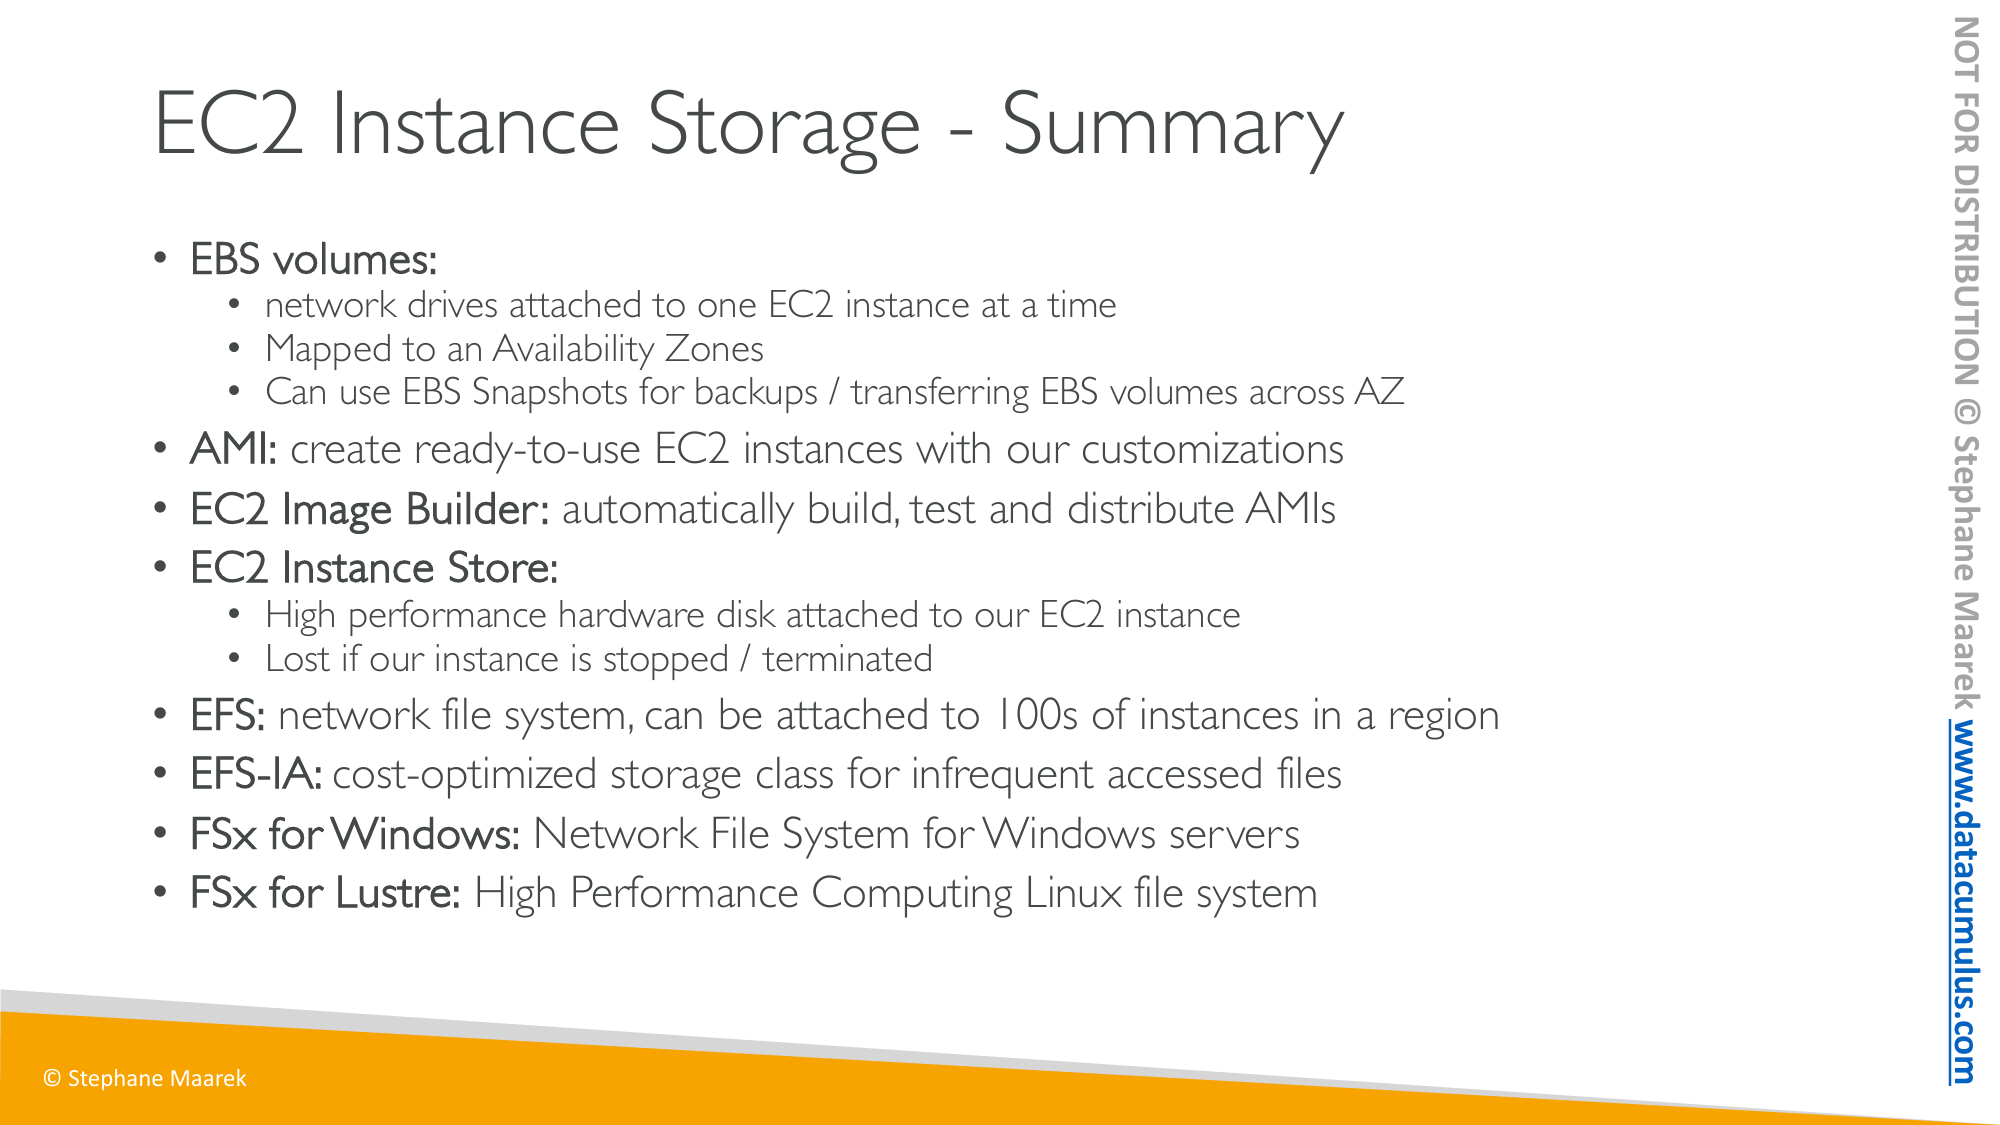 EC2 Instance Storage - Summary
• EBS volumes:
• network drives attached to one EC2 instance at a time
• Mapped to an Availability Zones
• Can use EBS Snapshots for backups / transferring EBS volumes across AZ
• AMI: create ready-to-use EC2 instances with our customizations
• EC2 Image Builder: automatically build, test and distribute AMIs
• EC2 Instance Store:
• High performance hardware disk attached to our EC2 instance
• Lost if our instance is stopped / terminated
• EFS: network file system, can be attached to 100s of instances in a region
• EFS-IA: cost-optimized storage class for infrequent accessed files
• FSx for Windows: Network File System for Windows servers
• FSx for Lustre: High Performance Computing Linux file system
© Stephane Maarek
NOT FOR DISTRIBUTION © Stephane Maarek www.datacumulus.com